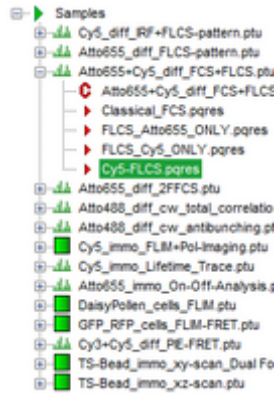 Samples
Cy5_diff_IRF+FLCS-pattern.ptu
Atto655_diff_FLCS-pattern.ptu
Atto655+Cy5_diff_FCS+FLCS.ptu
Atto655+Cy5_diff_FCS+FLCS
Classical_FCS.pqres
FLCS_Atto655_ONLY.pqres
FLCS_Cy5_ONLY.pqres
Cy5-FLCS.pqres
Atto655_diff_2FFCS.ptu
Atto488_diff_cw_total_correlatio
Atto488_diff_cw_antibunching.pt
Cy5_immo_FLIM+Pol-Imaging.ptu
Cy5_immo_Lifetime_Trace.ptu
Atto655_immo_On-Off-Analysis.p
DaisyPollen_cells_FLIM.ptu
GFP_RFP_cells_FLIM-FRET.ptu
Cy3+Cy5_diff_PIE-FRET.ptu
TS-Bead_immo_xy-scan_Dual Fo
TS-Bead_immo_xz-scan.ptu